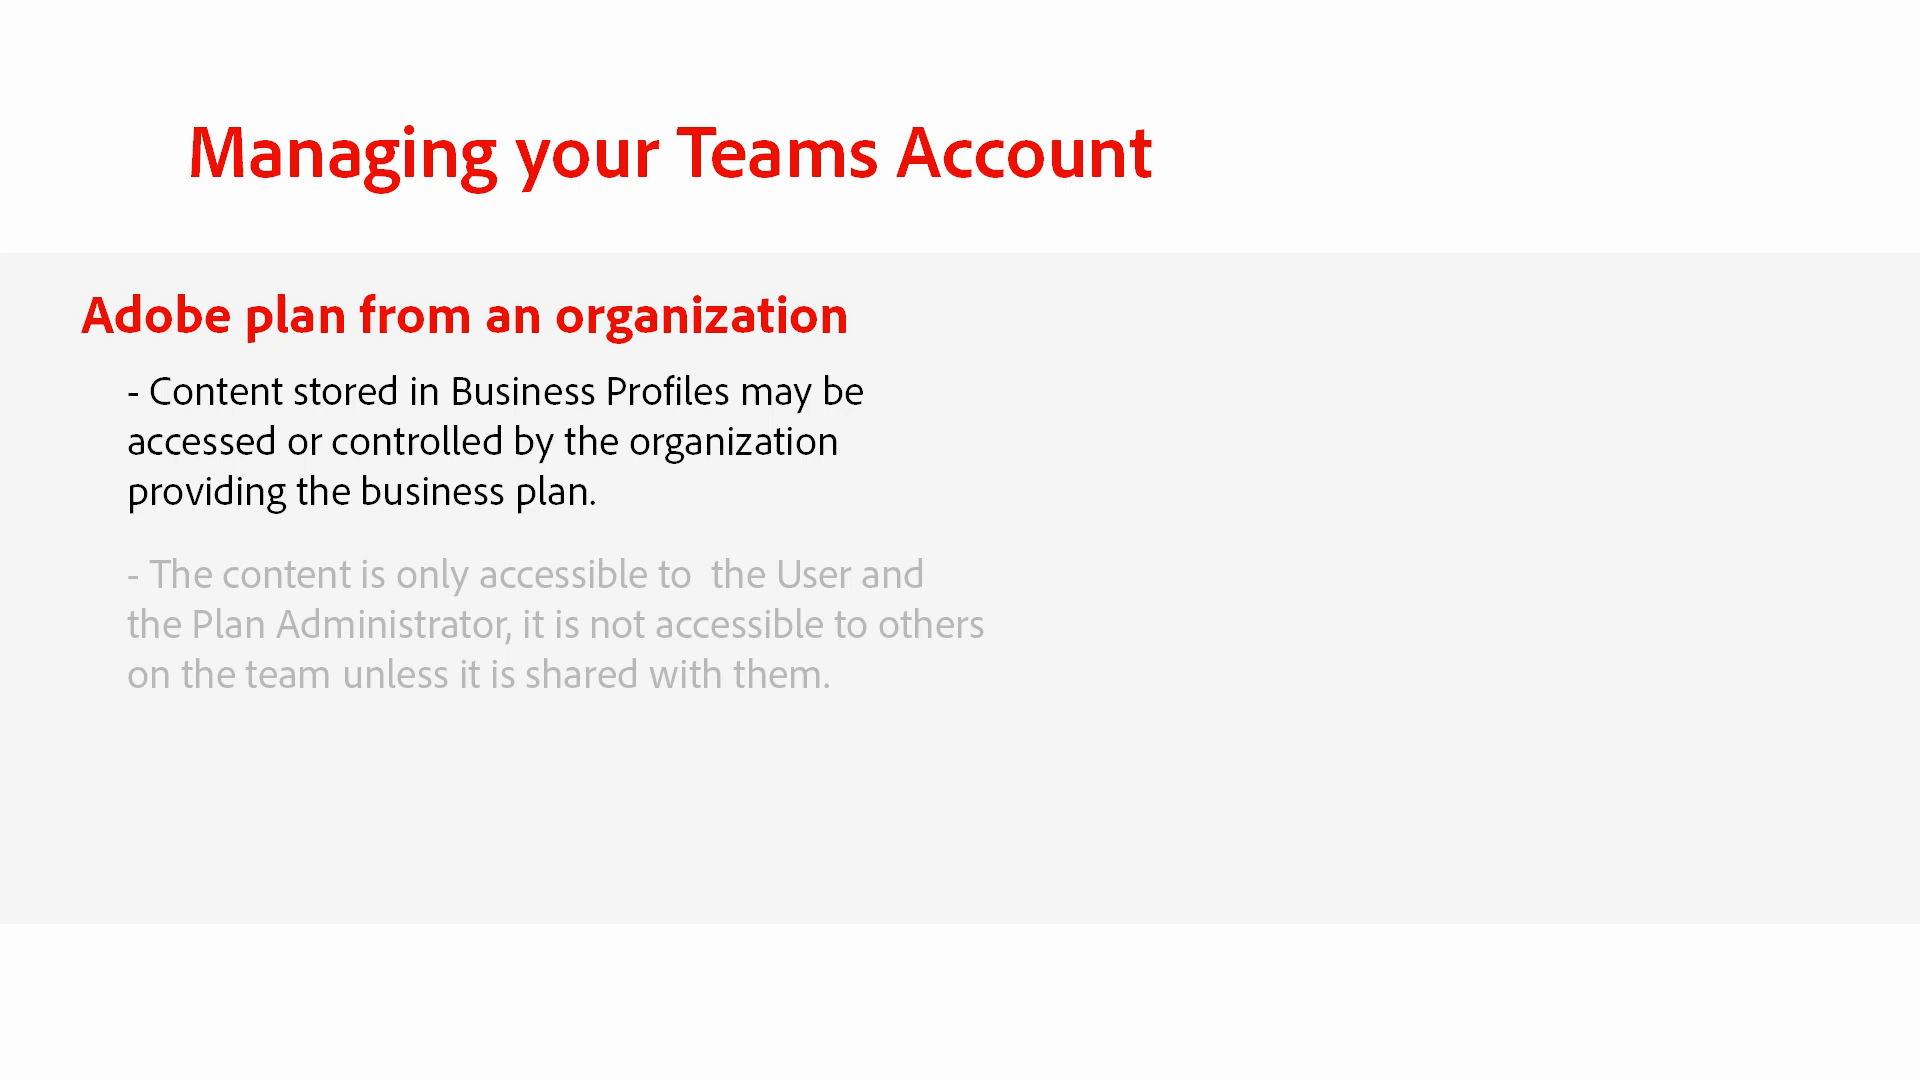 Managing your Teams Account
Adobe plan from an organization
- Content stored in Business Profiles may be
accessed or controlled by the organization
providing the business plan.
- The content is only accessible to  the User and
the Plan Administrator, it is not accessible to others
on the team unless it is shared with them.